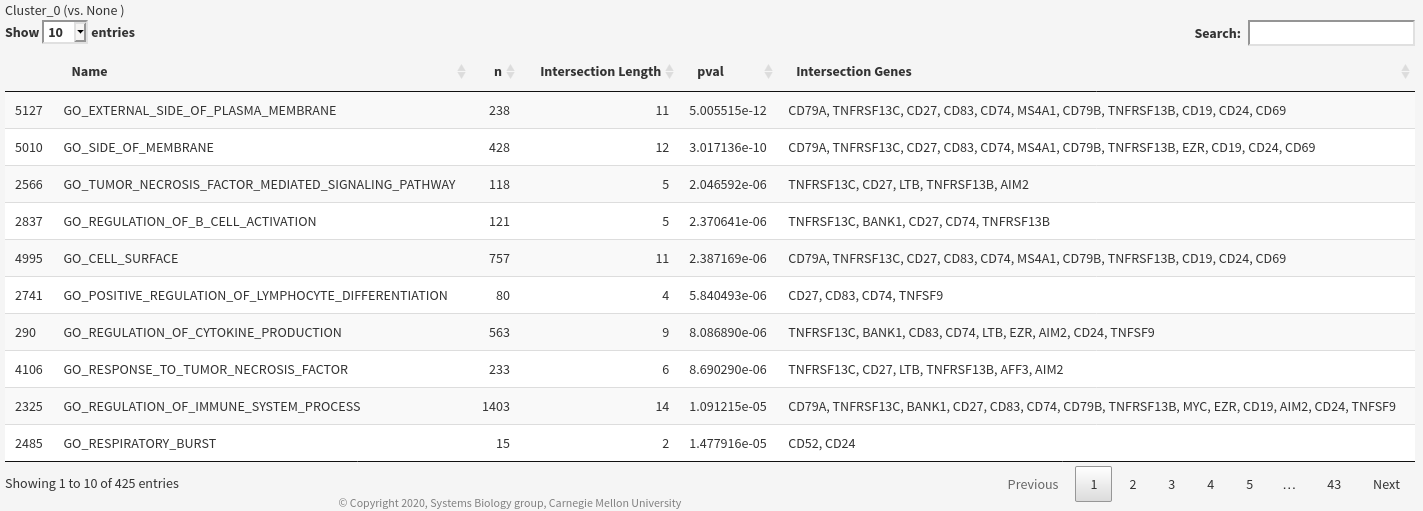 Cluster_0 (vs. None )
Show 10 entries Search:
Name n Intersection Length pval Intersection Genes
5127 GO_EXTERNAL_SIDE_OF_PLASMA_MEMBRANE 238 11 5.005515e-12 CD79A, TNFRSF13C, CD27, CD83, CD74, MS4A1, CD79B, TNFRSF13B, CD19, CD24, CD69
5010 GO_SIDE_OF_MEMBRANE 428 12 3.017136e-10 CD79A, TNFRSF13C, CD27, CD83, CD74, MS4A1, CD79B, TNFRSF13B, EZR, CD19, CD24, CD69
2566 GO_TUMOR_NECROSIS_FACTOR_MEDIATED_SIGNALING_PATHWAY 118 5 2.046592e-06 TNFRSF13C, CD27, LTB, TNFRSF13B, AIM2
2837 GO_REGULATION_OF_B_CELL_ACTIVATION 121 5 2.370641e-06 TNFRSF13C, BANK1, CD27, CD74, TNFRSF13B
4995 GO_CELL_SURFACE 757 11 2.387169e-06 CD79A, TNFRSF13C, CD27, CD83, CD74, MS4A1, CD79B, TNFRSF13B, CD19, CD24, CD69
2741 GO_POSITIVE_REGULATION_OF_LYMPHOCYTE_DIFFERENTIATION 80 4 5.840493e-06 CD27, CD83, CD74, TNFSF9
290 GO_REGULATION_OF_CYTOKINE_PRODUCTION 563 9 8.086890e-06 TNFRSF13C, BANK1, CD83, CD74, LTB, EZR, AIM2, CD24, TNFSF9
4106 GO_RESPONSE_TO_TUMOR_NECROSIS_FACTOR 233 6 8.690290e-06 TNFRSF13C, CD27, LTB, TNFRSF13B, AFF3, AIM2
2325 GO_REGULATION_OF_IMMUNE_SYSTEM_PROCESS 1403 14 1.091215e-05 CD79A, TNFRSF13C, BANK1, CD27, CD83, CD74, CD79B, TNFRSF13B, MYC, EZR, CD19, AIM2, CD24, TNFSF9
2485 GO_RESPIRATORY_BURST 15 2 1.477916e-05 CD52, CD24
Showing 1 to 10 of 425 entries Previous 1 2 3 4 5 … 43 Next
© Copyright 2020, Systems Biology group, Carnegie Mellon University